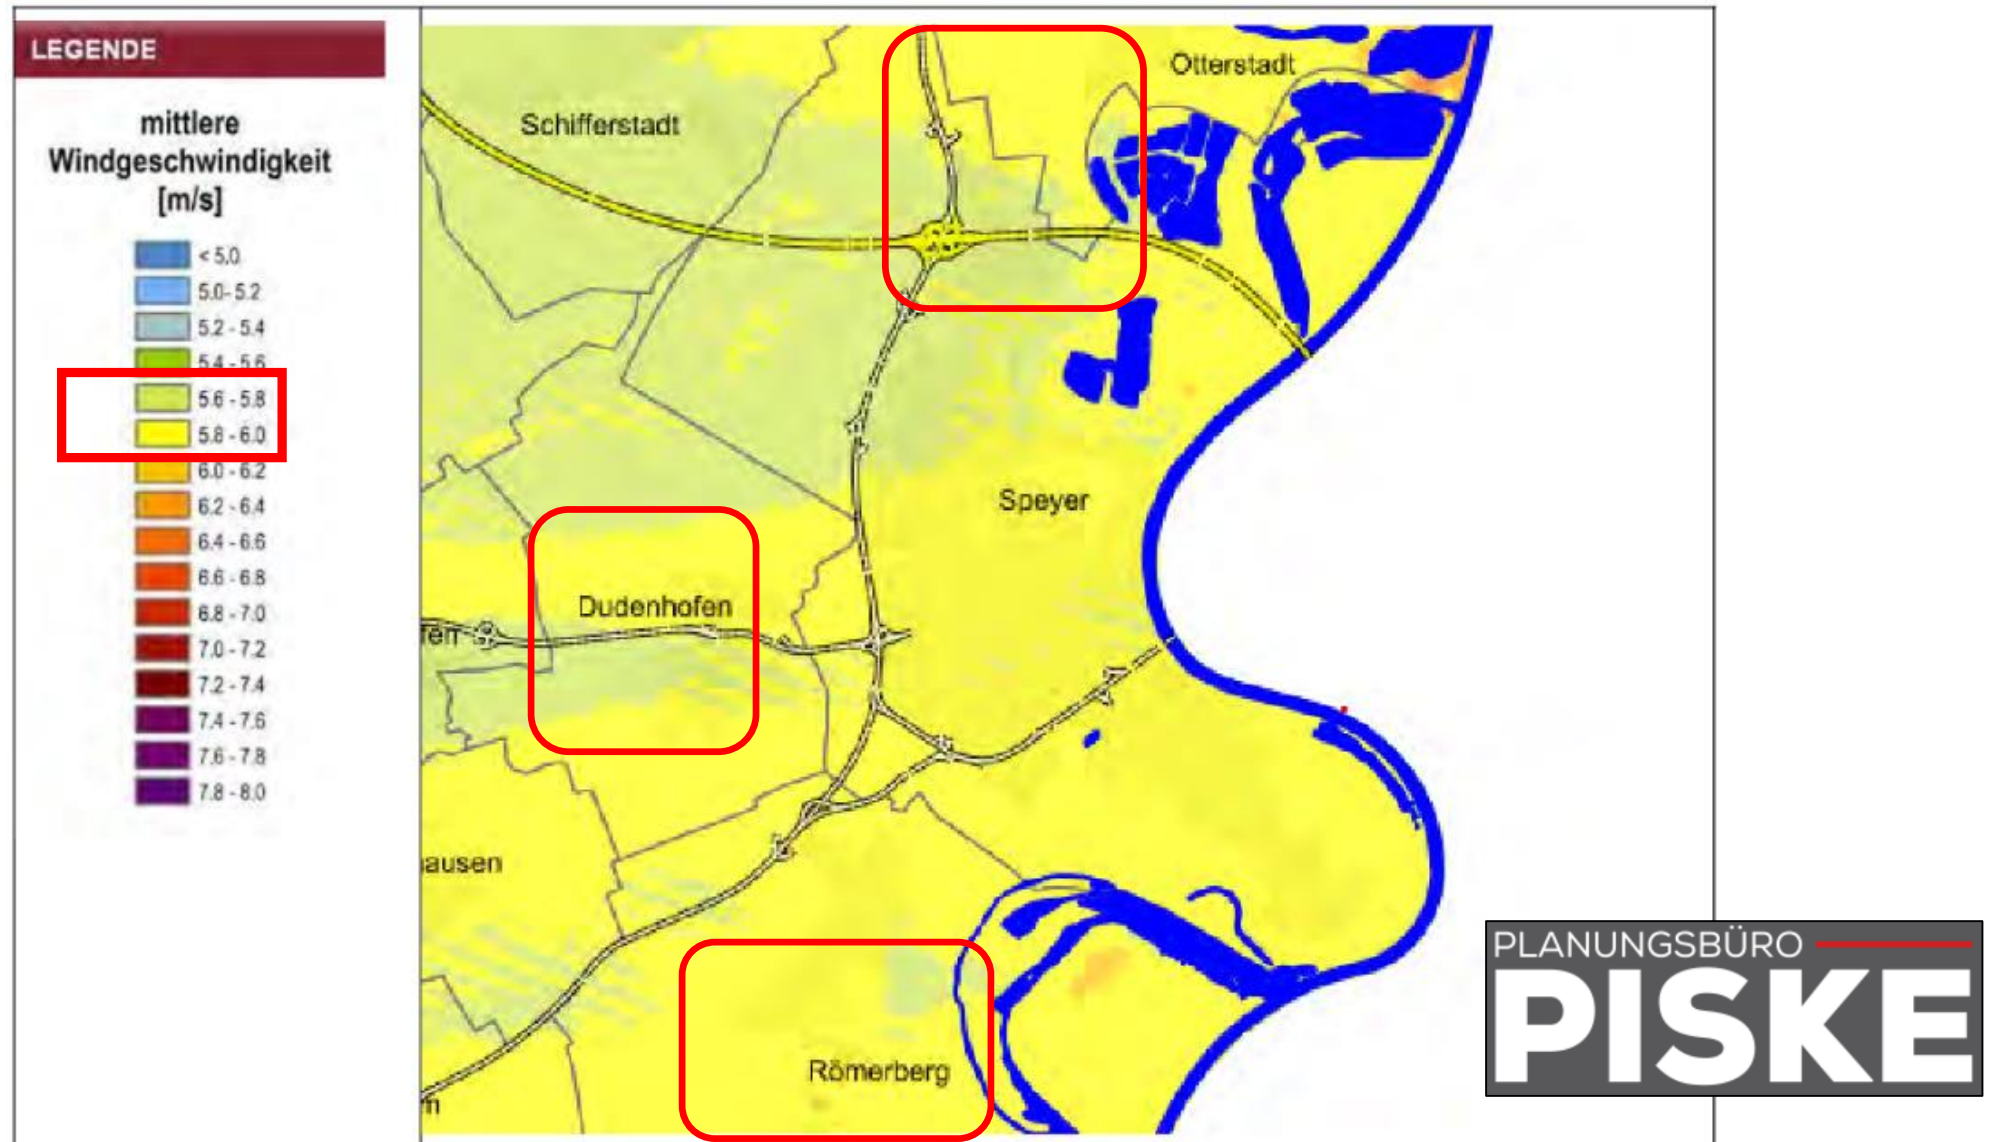 LEGENDE
mittlere
Windgeschwindigkeit
[m/s]
< 5.0
5.0 - 5.2
5.2 - 5.4
5.4 - 5.6
5.6 - 5.8
5.8 - 6.0
6.0 - 6.2
6.2 - 6.4
6.4 - 6.6
6.6 - 6.8
6.8 - 7.0
7.0 - 7.2
7.2 - 7.4
7.4 - 7.6
7.6 - 7.8
7.8 - 8.0
Otterstadt
Schifferstadt
Speyer
Dudenhofen
fen
ausen
Römerberg
PLANUNGSBÜRO
PISKE